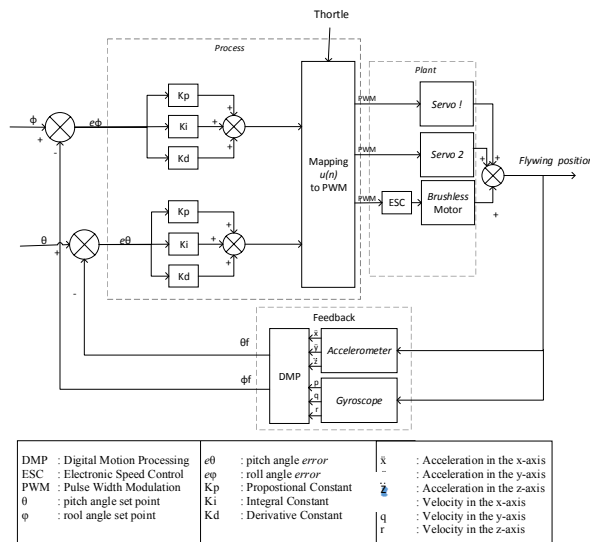 Thortle
Process
Plant
Kp
+
PWM
Servo !
ϕ
eϕ
Ki
+
+
+
-
Kd
+
Mapping
u(n)
to PWM
PWM
Servo 2
+
+
Flywing position
PWM
ESC
Brushless
Motor
+
Kp
+
θ
eθ
Ki
+
+
-
Kd
+
Feedback
θf
ϕf
DMP
ẍ
ÿ
z̈
Accelerometer
p
q
r
Gyroscope
DMP : Digital Motion Processing
ESC : Electronic Speed Control
PWM : Pulse Width Modulation
θ : pitch angle set point
φ : rool angle set point
eθ : pitch angle error
eφ : roll angle error
Kp : Propostional Constant
Ki : Integral Constant
Kd : Derivative Constant
ẍ : Acceleration in the x-axis
: Acceleration in the y-axis
z̈ : Acceleration in the z-axis
: Velocity in the x-axis
q : Velocity in the y-axis
r : Velocity in the z-axis